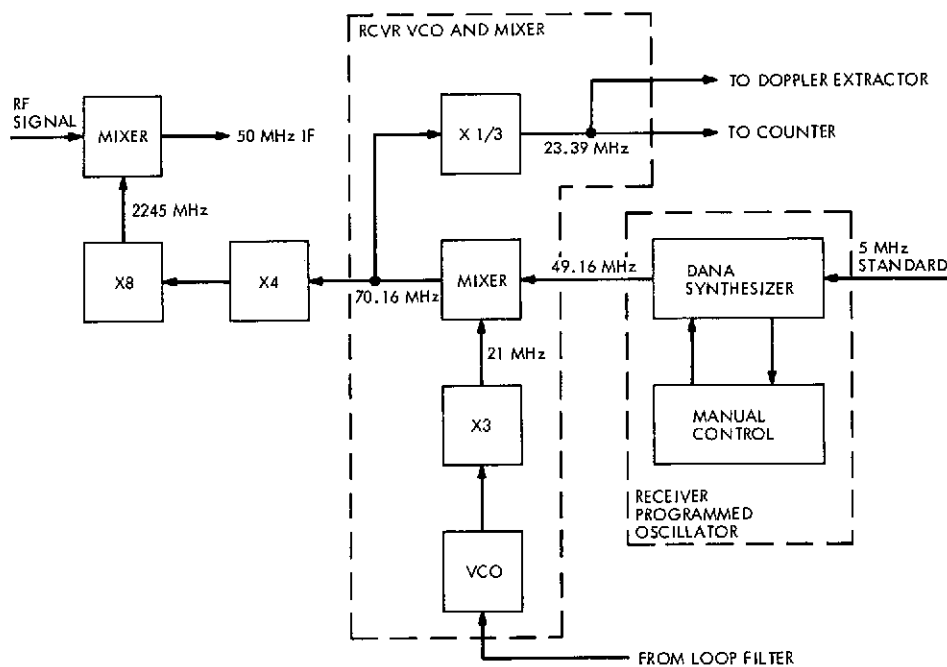 RCVR VCO AND MIXER
RF
SIGNAL
MIXER
50 MHz IF
X 1/3
23.39 MHz
TO DOPPLER EXTRACTOR
TO COUNTER
2245 MHz
X8
X4
70.16 MHz
MIXER
49.16 MHz
DANA
SYNTHESIZER
5 MHz
STANDARD
21 MHz
X3
MANUAL
CONTROL
RECEIVER
PROGRAMMED
OSCILLATOR
VCO
FROM LOOP FILTER